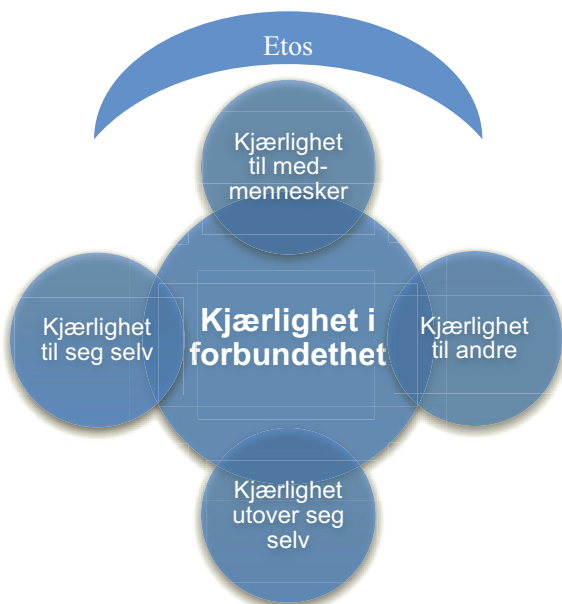 Etos
Kjærlighet
til med-
mennesker
Kjærlighet
til seg selv
Kjærlighet i
forbundethet
Kjærlighet
til andre
Kjærlighet
utover seg
selv